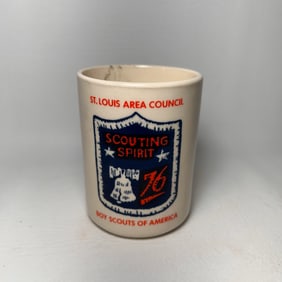 ST. LOUIS AREA COUNCIL
SCOUTING
SPIRIT
76
BOY SCOUTS OF AMERICA